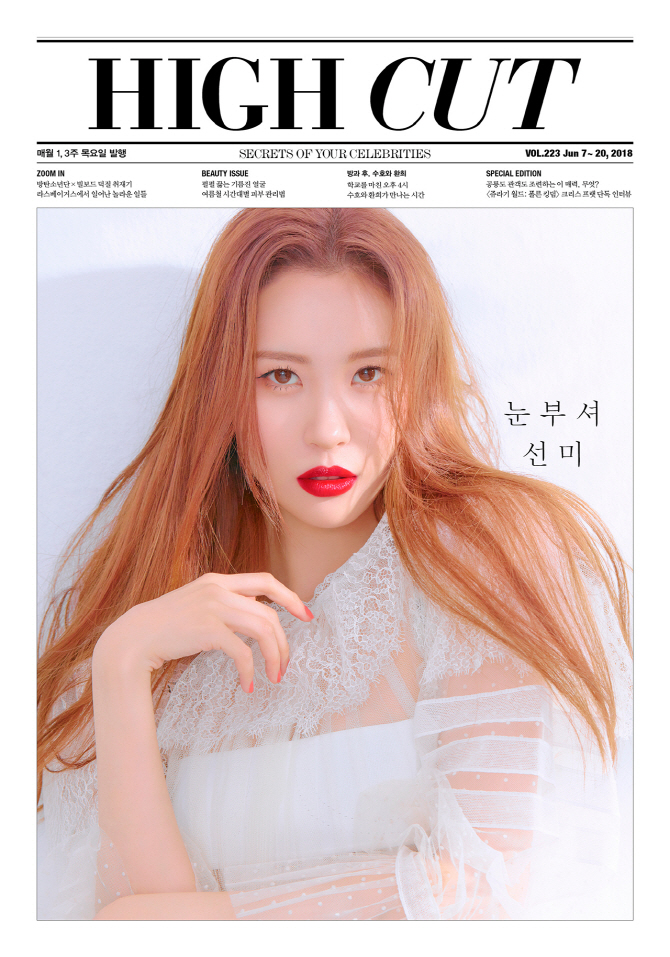 HIGH CUT
매월 1, 3주 목요일 발행
SECRETS OF YOUR CELEBRITIES
VOL.223 Jun 7~ 20, 2018
ZOOM IN
방탄소년단×빌보드 덕질 취재기
라스베이거스에서 일어난 놀라운 일들
BEAUTY ISSUE
펄펄 끓는 기름진 얼굴
여름철 시간대별 피부 관리법
방과 후, 수호와 환희
학교를 마친 오후 4시
수호와 환희가 만나는 시간
SPECIAL EDITION
공룡도 관객도 조련하는 이 매력, 무엇?
<쥬라기 월드: 폴른 킹덤> 크리스 프랫 단독 인터뷰
눈부셔
선미